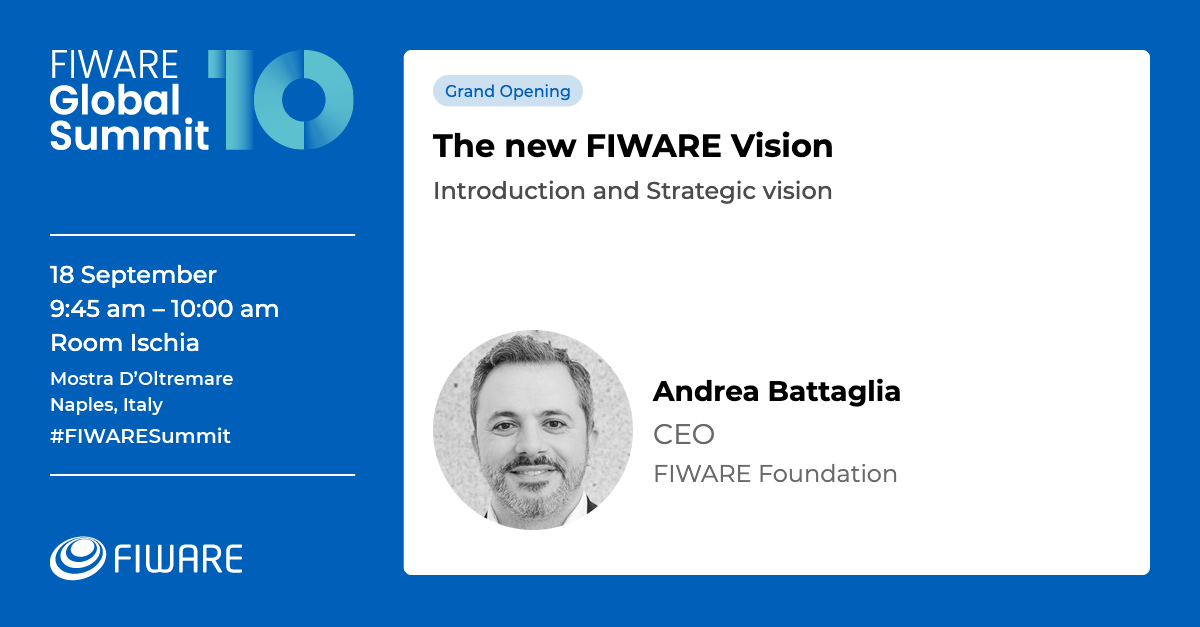 FIWARE
Global
Summit
10
18 September
9:45 am – 10:00 am
Room Ischia
Mostra D’Oltremare
Naples, Italy
#FIWARESummit
FIWARE
Grand Opening
The new FIWARE Vision
Introduction and Strategic vision
Andrea Battaglia
CEO
FIWARE Foundation